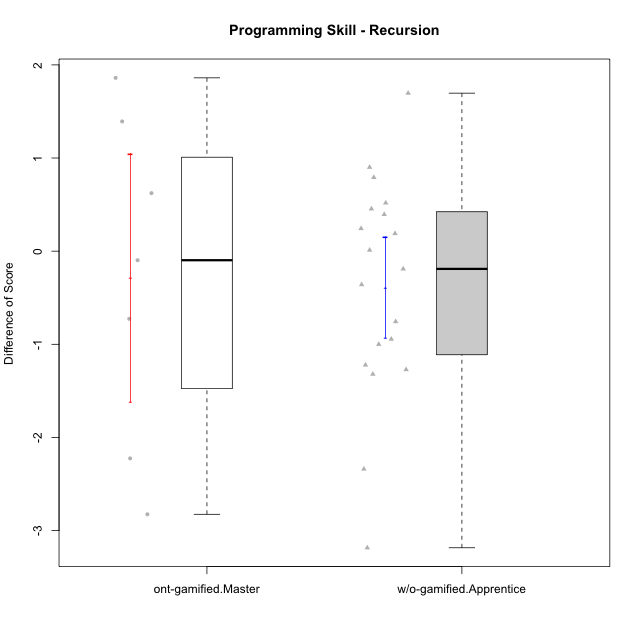 Programming Skill - Recursion
Difference of Score
2
1
0
-1
-2
-3
ont-gamified.Master
w/o-gamified.Apprentice